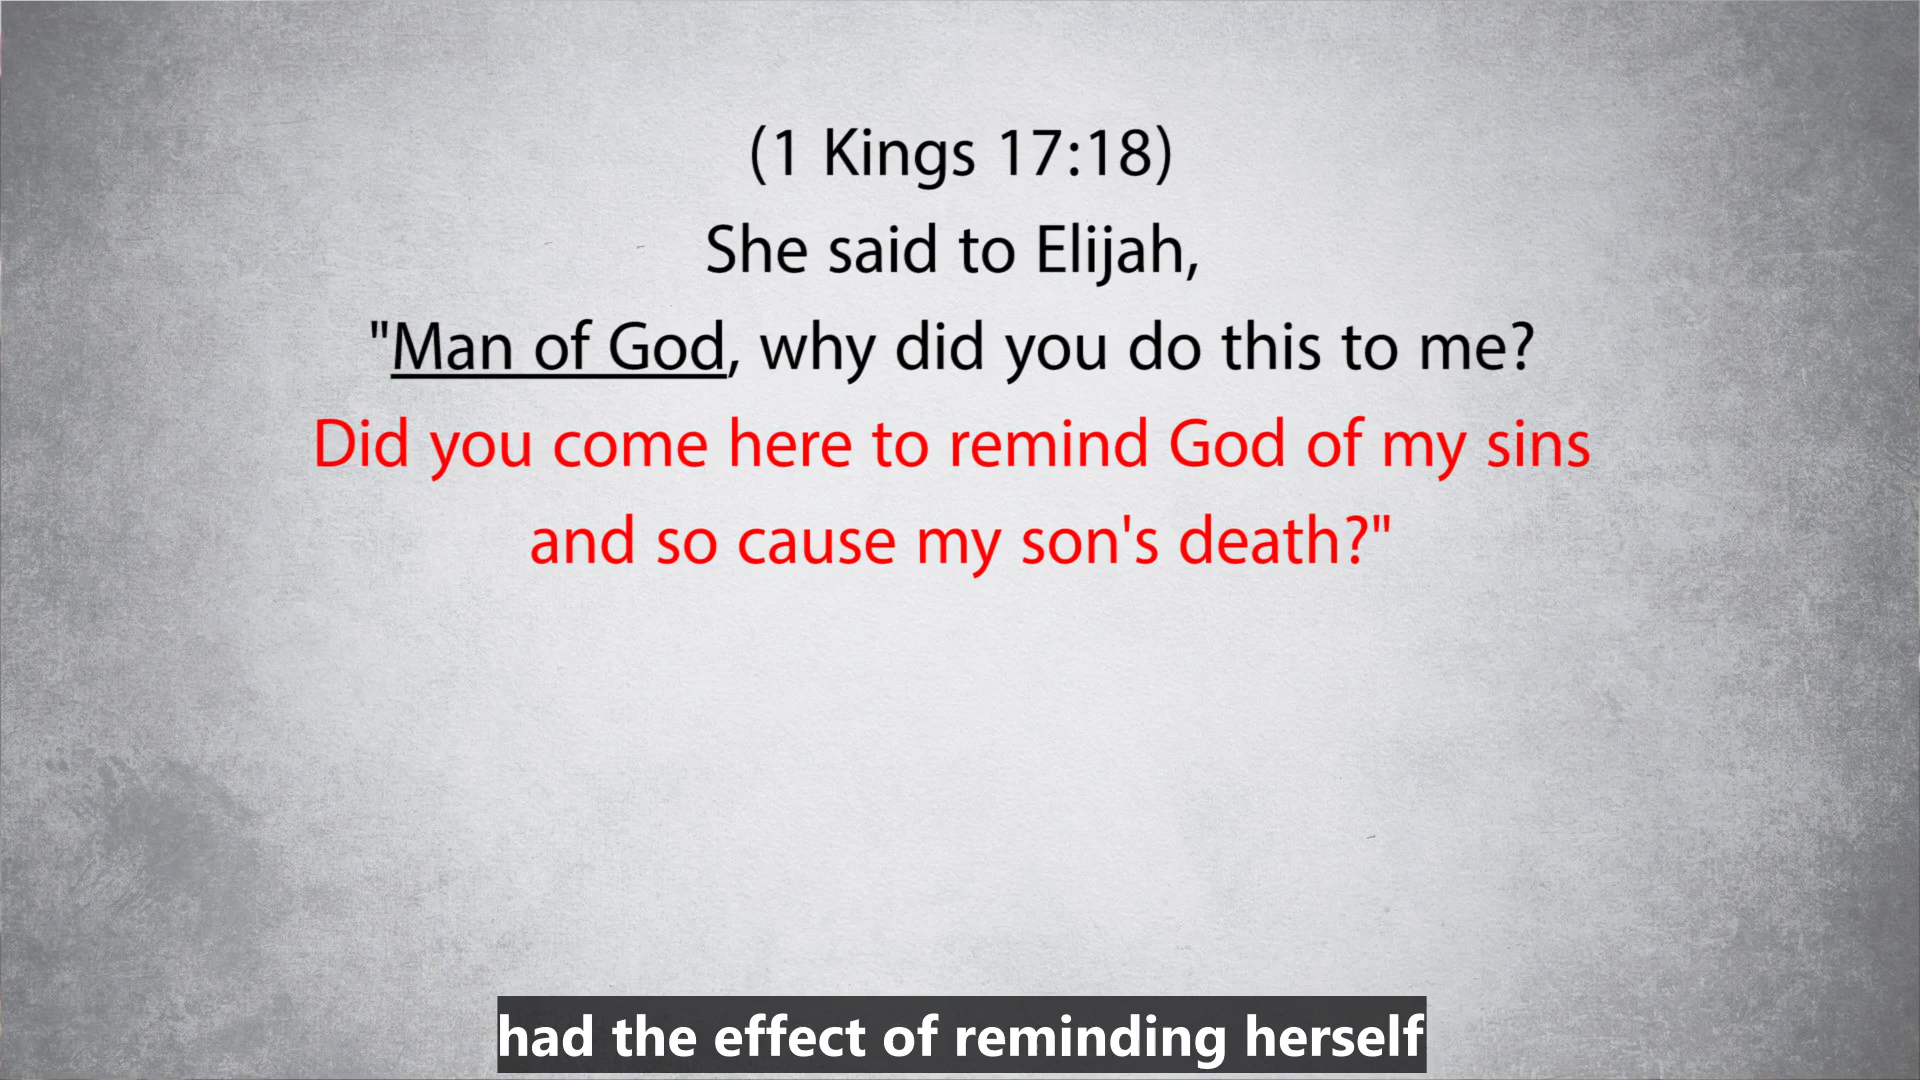 (1 Kings 17:18)
She said to Elijah,
"Man of God, why did you do this to me?
Did you come here to remind God of my sins
and so cause my son's death?"
had the effect of reminding herself